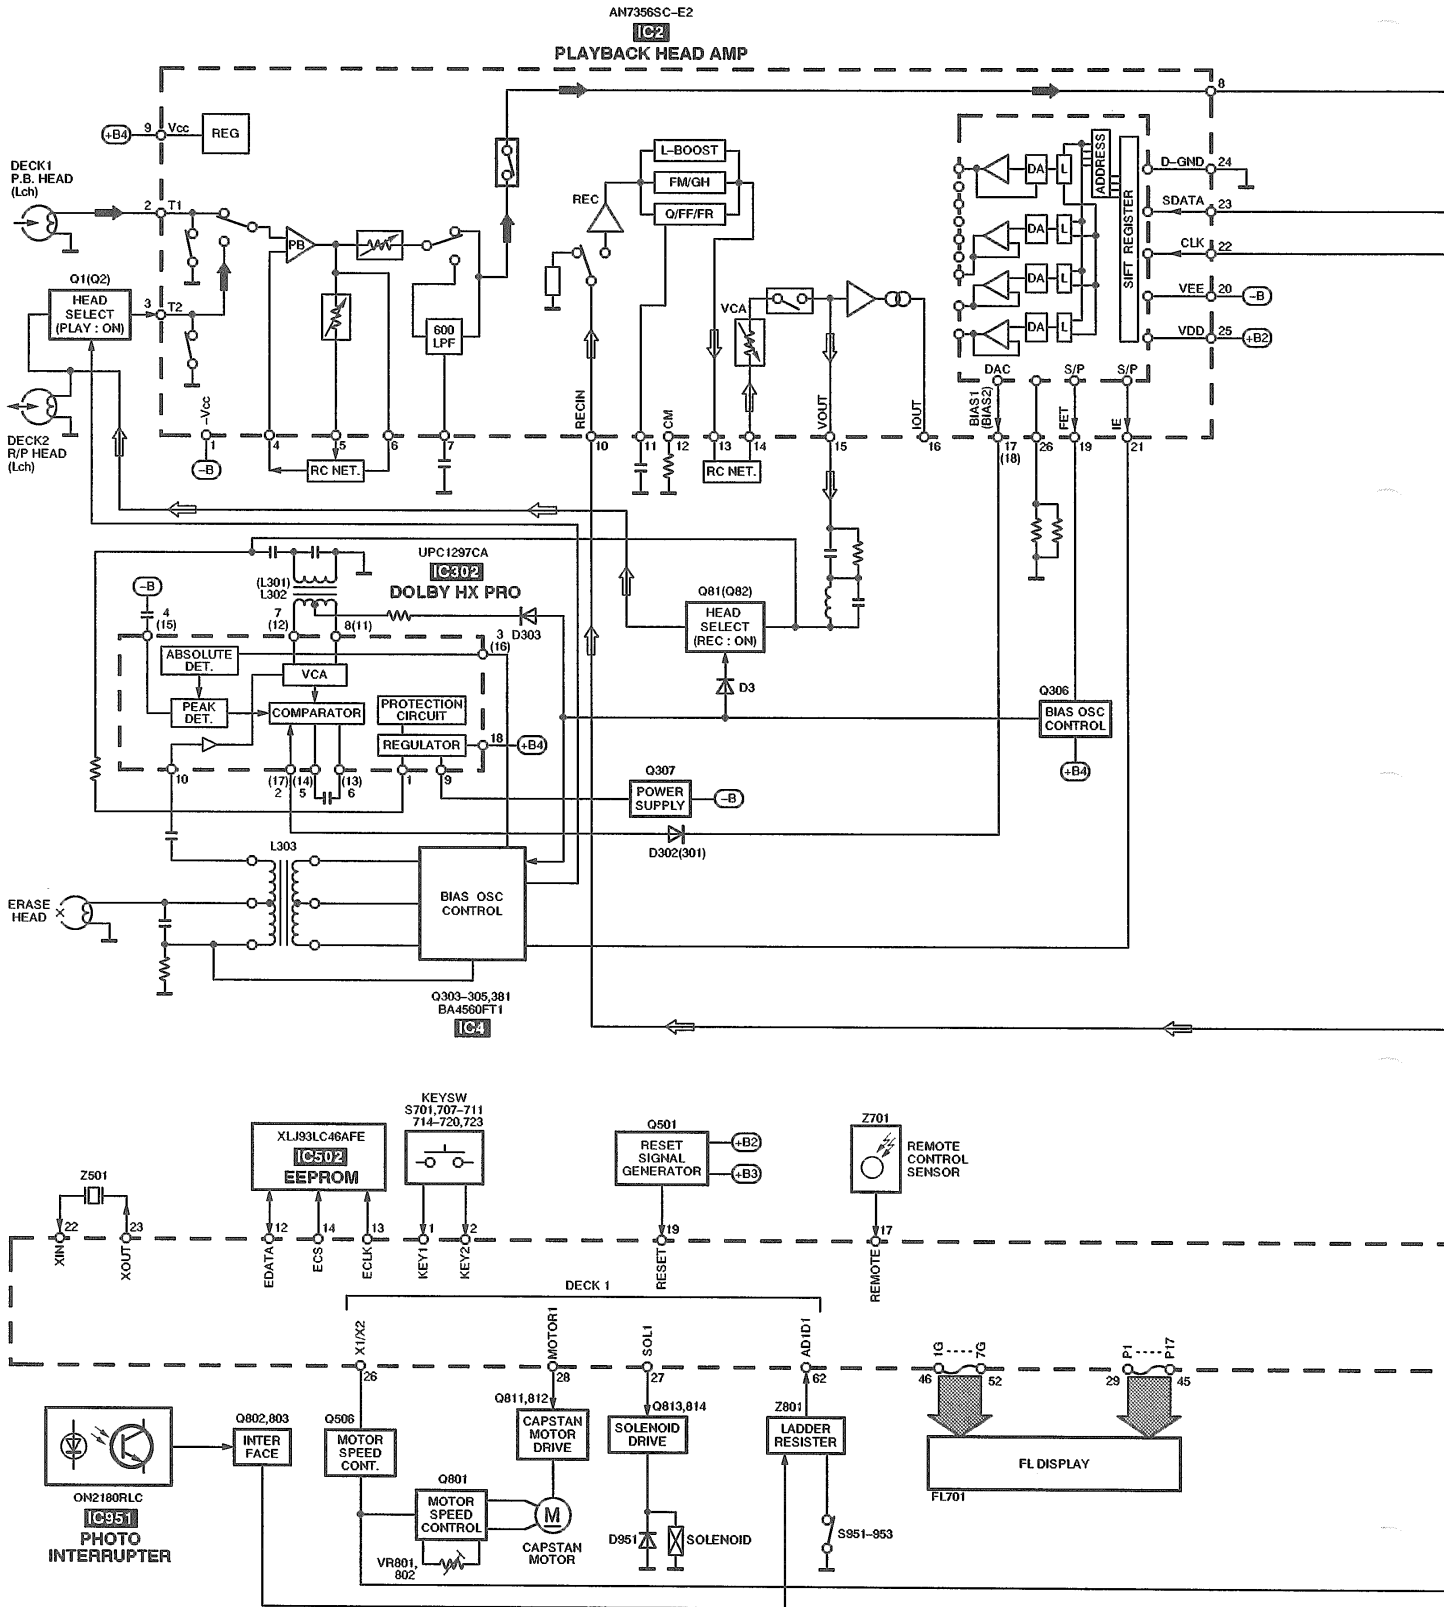 AN7356SC-E2
IC2
PLAYBACK HEAD AMP
+B4
9
Vcc
REG
8
DECK1
P.B. HEAD
(Lch)
2
T1
PB
Q1(Q2)
HEAD
SELECT
(PLAY : ON)
3
T2
600
LPF
DECK2
R/P HEAD
(Lch)
-Vcc
1
-B
4
5
6
7
RC NET.
REC
L-BOOST
FM/GH
Q/FF/FR
VCA
RECIN
10
11
CM
12
13
14
RC NET.
VOUT
15
IOUT
16
DA
L
DA
L
DA
L
DA
L
ADDRESS
SIFT REGISTER
D-GND
24
SDATA
23
CLK
22
VEE
20
-B
VDD
25
+B2
DAC
S/P
S/P
BIAS1
(BIAS2)
17
(18)
26
FET
19
IE
21
UPC1297CA
IC302
DOLBY HX PRO
-B
4
(15)
(L301)
L302
7
(12)
8(11)
D303
3
(16)
ABSOLUTE
DET.
VCA
PEAK
DET.
COMPARATOR
PROTECTION
CIRCUIT
REGULATOR
18
+B4
10
(17)
2
(14)
5
(13)
6
1
9
Q81(Q82)
HEAD
SELECT
(REC : ON)
D3
Q306
BIAS OSC
CONTROL
+B4
Q307
POWER
SUPPLY
-B
D302(301)
L303
ERASE
HEAD
BIAS OSC
CONTROL
Q303-305,381
BA4560FT1
IC4
Z501
22
23
XIN
XOUT
XLJ93LC46AFE
IC502
EEPROM
12
14
13
EDATA
ECS
ECLK
KEYSW
S701,707-711
714-720,723
1
2
KEY1
KEY2
Q501
RESET
SIGNAL
GENERATOR
+B2
+B3
19
RESET
Z701
REMOTE
CONTROL
SENSOR
17
REMOTE
DECK 1
X1/X2
26
MOTOR1
28
SOL1
27
AD1D1
62
1G
7G
46
52
P1
P17
29
45
ON2180RLC
IC951
PHOTO
INTERRUPTER
Q802,803
INTER
FACE
Q506
MOTOR
SPEED
CONT.
Q801
MOTOR
SPEED
CONTROL
VR801,
802
Q811,812
CAPSTAN
MOTOR
DRIVE
M
CAPSTAN
MOTOR
Q813,814
SOLENOID
DRIVE
D951
SOLENOID
Z801
LADDER
RESISTER
S951-953
FL DISPLAY
FL701